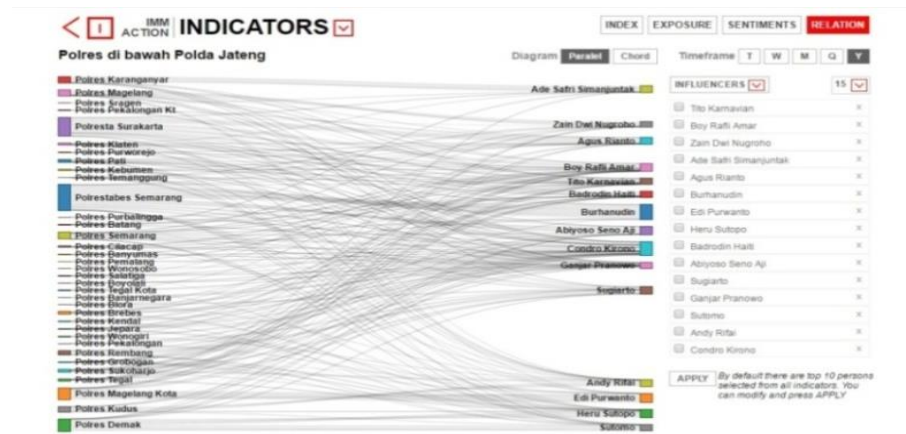 IMM
ACTION
INDICATORS
INDEX
EXPOSURE
SENTIMENTS
RELATION
Polres di bawah Polda Jateng
Diagram
Paralel
Chord
Timeframe
T
W
M
Q
Y
Polres Karanganyar
Polres Magelang
Polres Sragen
Polres Pekalongan Kt
Polresta Surakarta
Polres Klaten
Polres Purworejo
Polres Pati
Polres Kebumen
Polres Temanggung
Polrestabes Semarang
Polres Purbalingga
Polres Batang
Polres Semarang
Polres Cilacap
Polres Banyumas
Polres Pemalang
Polres Wonosobo
Polres Salatiga
Polres Boyolali
Polres Tegal Kota
Polres Banjarnegara
Polres Blora
Polres Brebes
Polres Kendal
Polres Jepara
Polres Wonogiri
Polres Pekalongan
Polres Rembang
Polres Grobogan
Polres Sukoharjo
Polres Tegal
Polres Magelang Kota
Polres Kudus
Polres Demak
Ade Safri Simanjuntak
Zain Dwi Nugroho
Agus Rianto
Boy Rafli Amar
Tito Karnavian
Badrodin Haiti
Burhanudin
Abiyoso Seno Aji
Condro Kirono
Ganjar Pranowo
Sugiarto
Andy Rifai
Edi Purwanto
Heru Sutopo
Sutomo
INFLUENCERS
15
Tito Karnavian
Boy Rafli Amar
Zain Dwi Nugroho
Ade Safri Simanjuntak
Agus Rianto
Burhanudin
Edi Purwanto
Heru Sutopo
Badrodin Haiti
Abiyoso Seno Aji
Sugiarto
Ganjar Pranowo
Sutomo
Andy Rifai
Condro Kirono
APPLY
By default there are top 10 persons
selected from all indicators. You
can modify and press APPLY